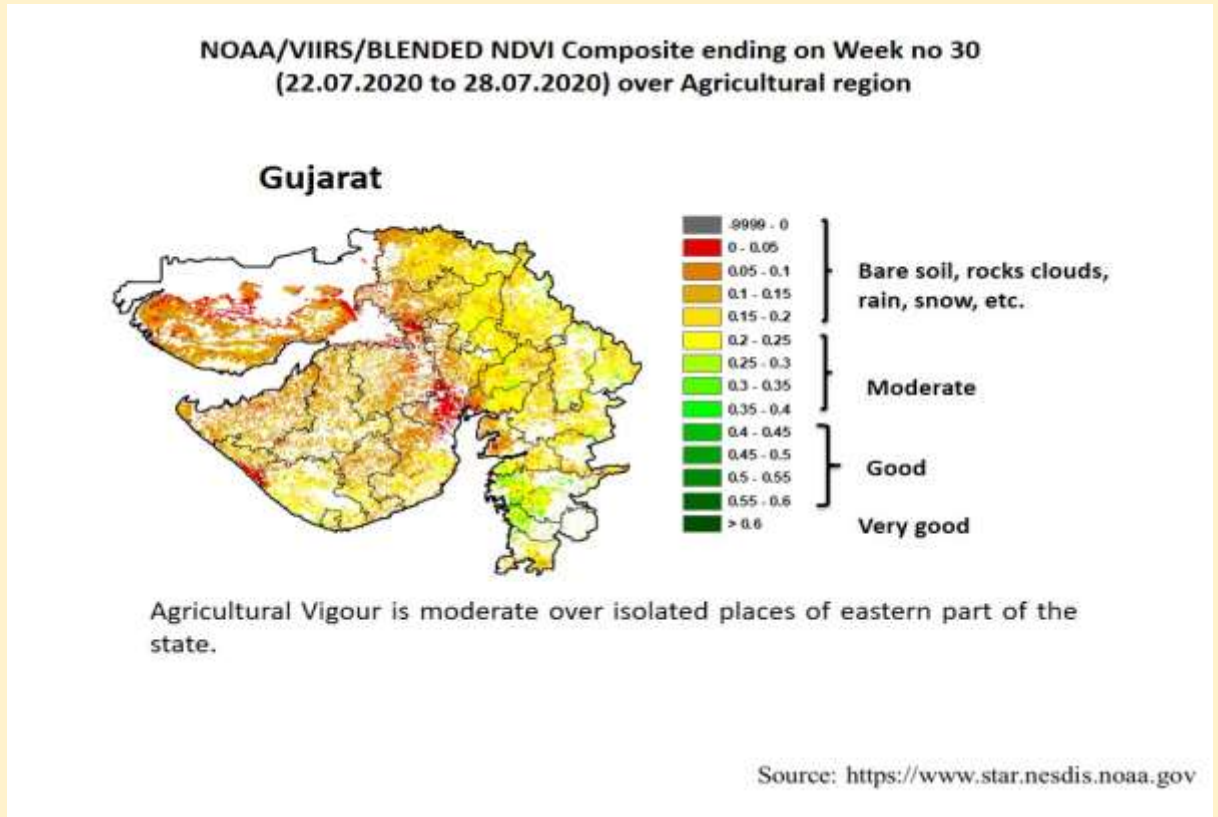 NOAA/VIIRS/BLENDED NDVI Composite ending on Week no 30
(22.07.2020 to 28.07.2020) over Agricultural region
Gujarat
-9999 - 0
0 - 0.05
0.05 - 0.1
0.1 - 0.15
0.15 - 0.2
0.2 - 0.25
0.25 - 0.3
0.3 - 0.35
0.35 - 0.4
0.4 - 0.45
0.45 - 0.5
0.5 - 0.55
0.55 - 0.6
> 0.6
Bare soil, rocks clouds,
rain, snow, etc.
Moderate
Good
Very good
Agricultural Vigour is moderate over isolated places of eastern part of the
state.
Source: https://www.star.nesdis.noaa.gov